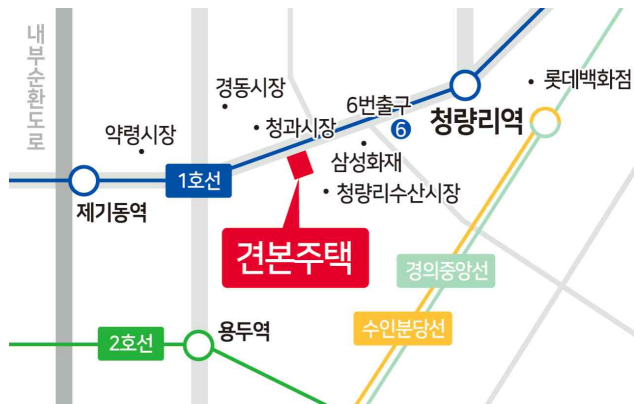 내부순환도로
경동시장
약령시장
청과시장
6번출구
6
청량리역
롯데백화점
1호선
제기동역
삼성화재
청량리수산시장
견본주택
경의중앙선
수인분당선
2호선
용두역